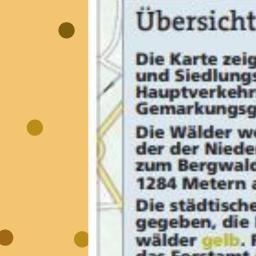 Übersicht
Die Karte zeig
und Siedlungs
Hauptverkehr
Gemarkungsg
Die Wälder we
der der Nieder
zum Bergwald
1284 Metern a
Die städtische
gegeben, die
wälder gelb. F
das Forstamt